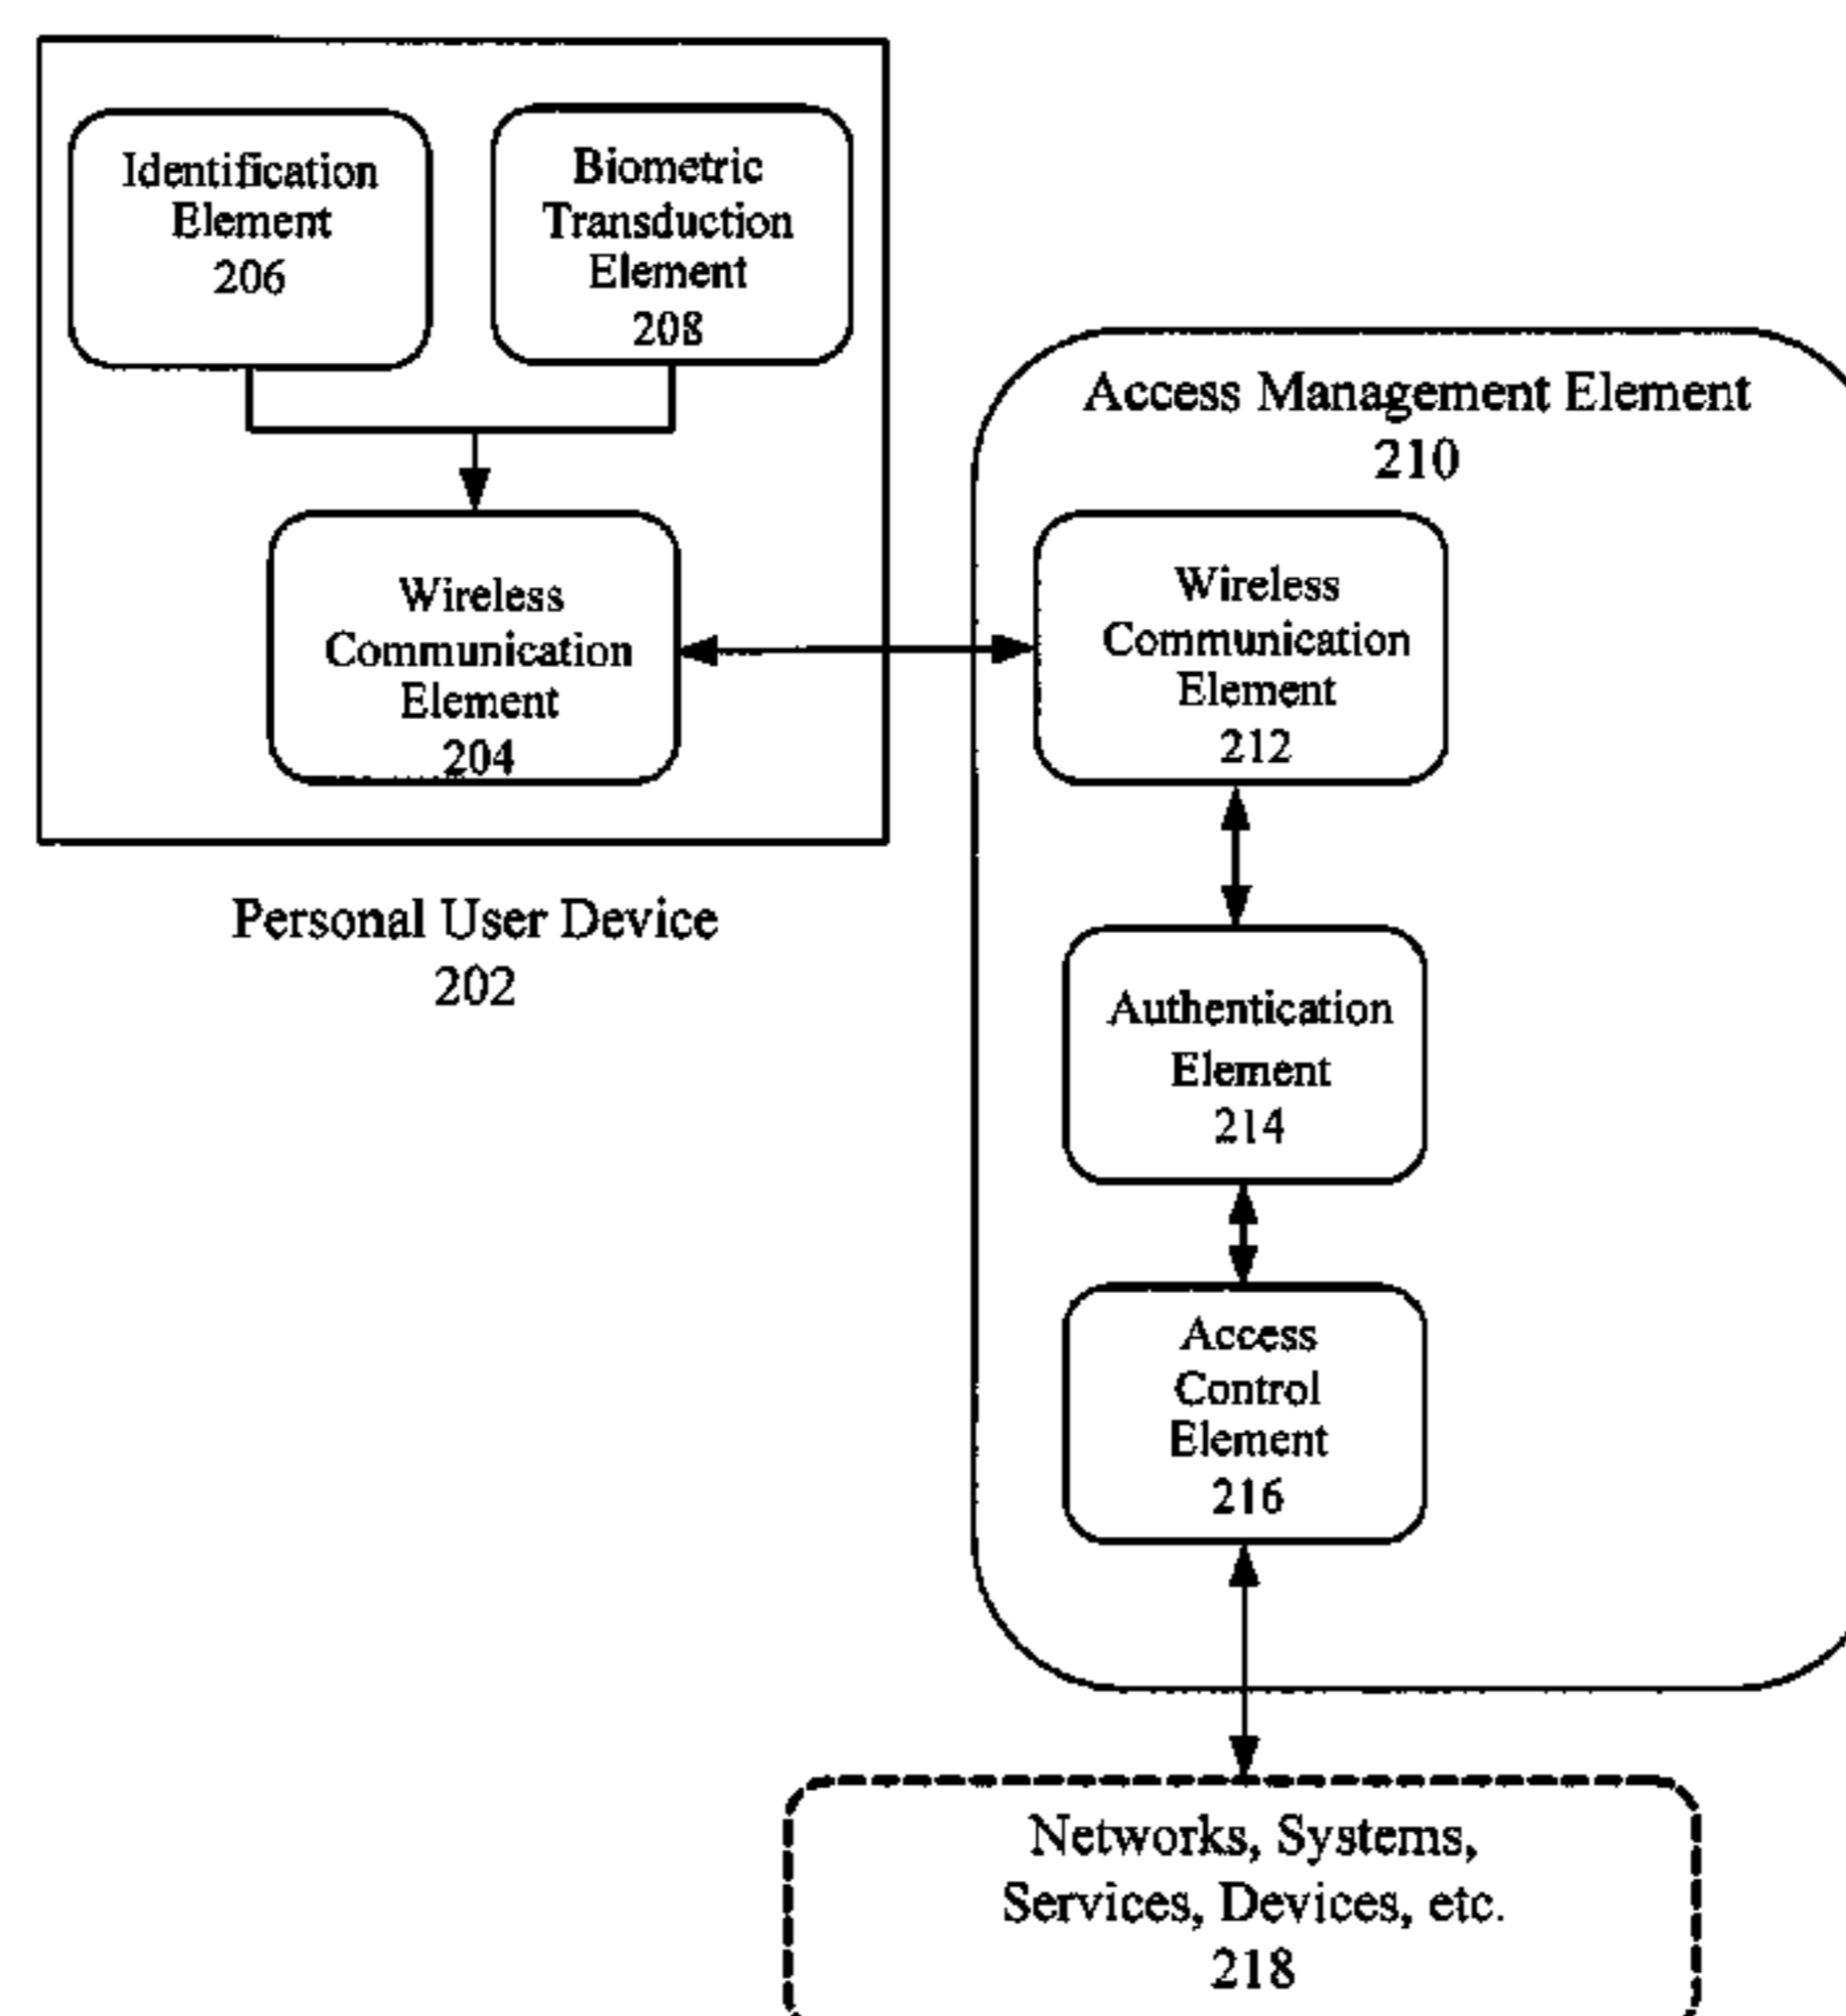 Identification
Element
206
Biometric
Transduction
Element
208
Wireless
Communication
Element
204
Personal User Device
202
Access Management Element
210
Wireless
Communication
Element
212
Authentication
Element
214
Access
Control
Element
216
Networks, Systems,
Services, Devices, etc.
218